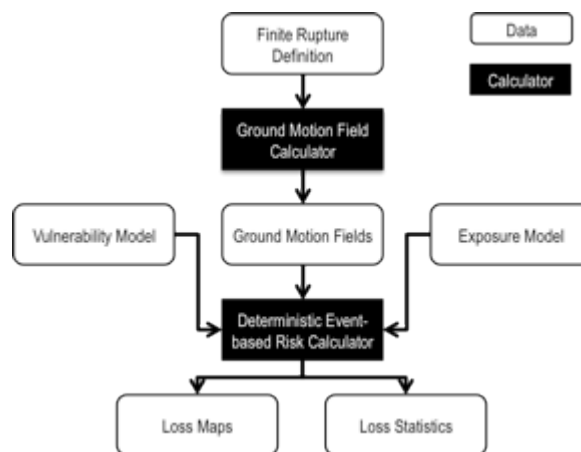 Finite Rupture
Definition
Data
Calculator
Ground Motion Field
Calculator
Vulnerability Model
Ground Motion Fields
Exposure Model
Deterministic Event-
based Risk Calculator
Loss Maps
Loss Statistics